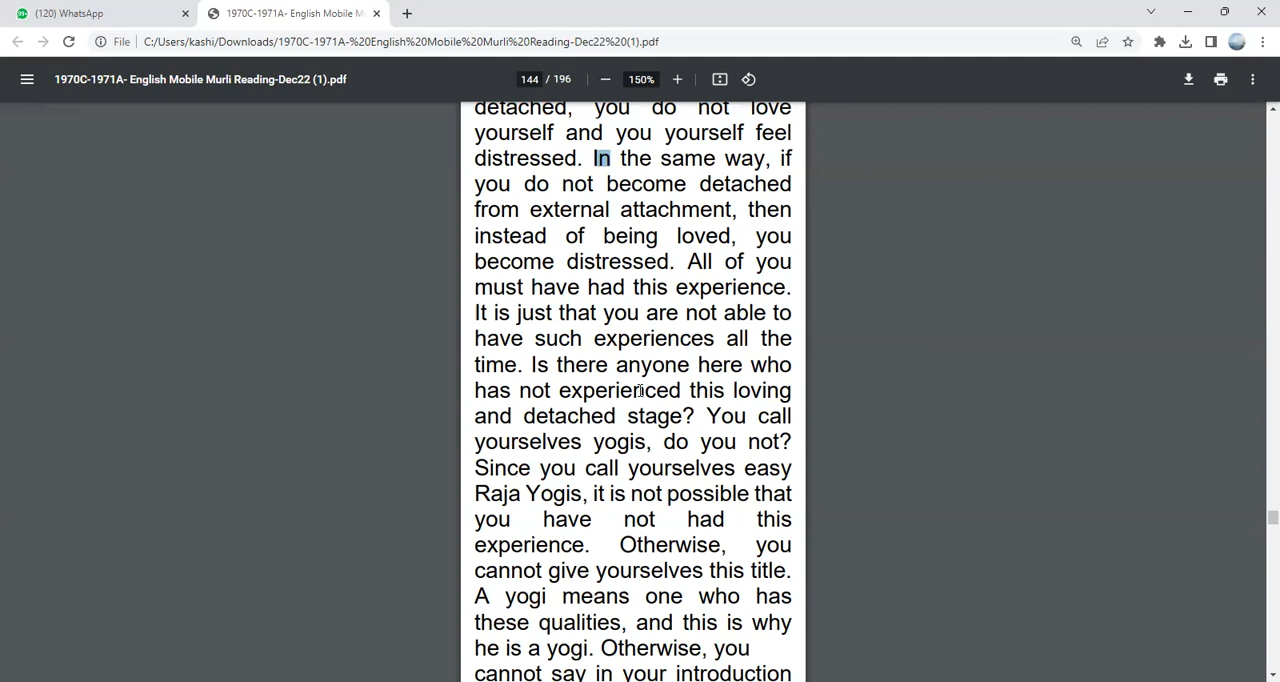 (120) WhatsApp
1970C-1971A- English Mobile M
File
C:/Users/kashi/Downloads/1970C-1971A-%20English%20Mobile%20Murli%20Reading-Dec22%20(1).pdf
1970C-1971A- English Mobile Murli Reading-Dec22 (1).pdf
144 / 196
150%
detached, you do not love
yourself and you yourself feel
distressed. In the same way, if
you do not become detached
from external attachment, then
instead of being loved, you
become distressed. All of you
must have had this experience.
It is just that you are not able to
have such experiences all the
time. Is there anyone here who
has not experienced this loving
and detached stage? You call
yourselves yogis, do you not?
Since you call yourselves easy
Raja Yogis, it is not possible that
you have not had this
experience. Otherwise, you
cannot give yourselves this title.
A yogi means one who has
these qualities, and this is why
he is a yogi. Otherwise, you
cannot say in your introduction